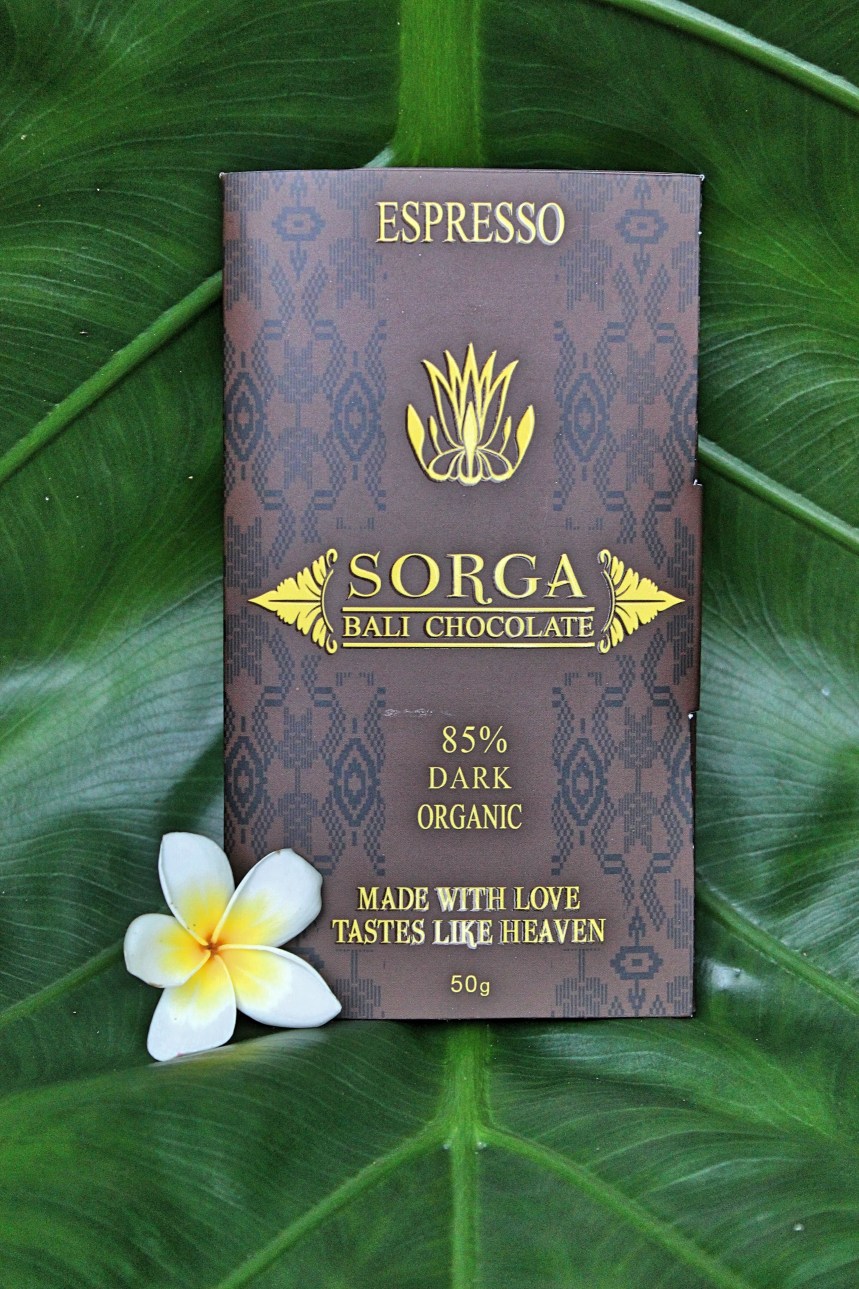 ESPRESSO
SORGA
BALI CHOCOLATE
85%
DARK
ORGANIC
MADE WITH LOVE
TASTES LIKE HEAVEN
50g